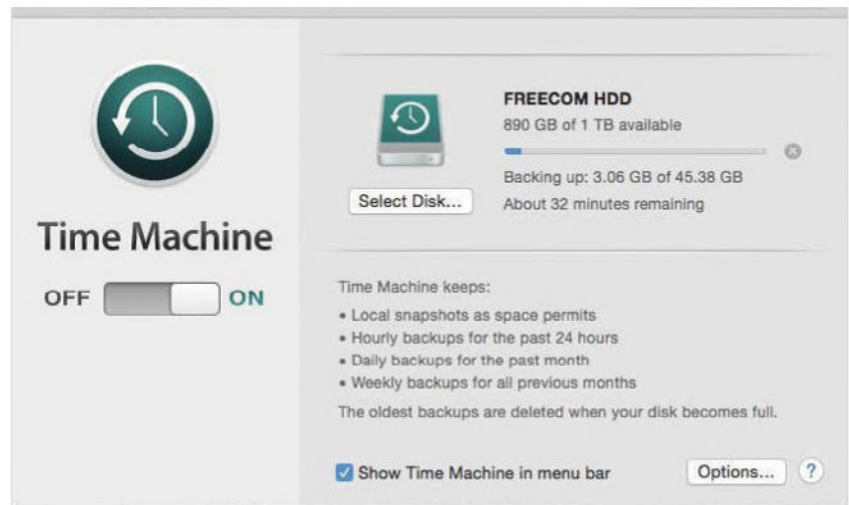 Time Machine
OFF ON
FREECOM HDD
890 GB of 1 TB available
Backing up: 3.06 GB of 45.38 GB
About 32 minutes remaining
Select Disk...
Time Machine keeps:
• Local snapshots as space permits
• Hourly backups for the past 24 hours
• Daily backups for the past month
• Weekly backups for all previous months
The oldest backups are deleted when your disk becomes full.
Show Time Machine in menu bar
Options... ?